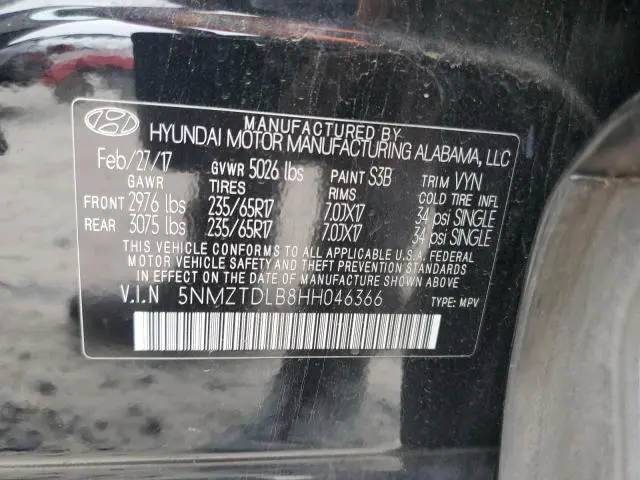 MANUFACTURED BY
HYUNDAI MOTOR MANUFACTURING ALABAMA, LLC
Feb/27/17 GVWR 5026 lbs PAINT S3B TRIM VYN
GAWR TIRES RIMS COLD TIRE INFL
FRONT 2976 lbs 235/65R17 7.0JX17 34 psi SINGLE
REAR 3075 lbs 235/65R17 7.0JX17 34 psi SINGLE
THIS VEHICLE CONFORMS TO ALL APPLICABLE U.S.A. FEDERAL
MOTOR VEHICLE SAFETY AND THEFT PREVENTION STANDARDS
IN EFFECT ON THE DATE OF MANUFACTURE SHOWN ABOVE.
V.I.N 5NMZTDLB8HH046366 TYPE: MPV